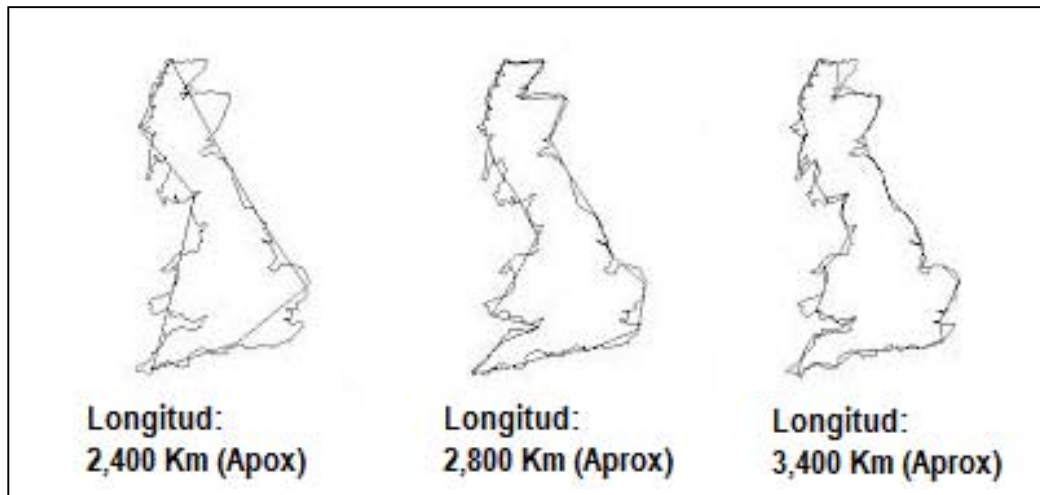 Longitud:
2,400 Km (Apox)
Longitud:
2,800 Km (Aprox)
Longitud:
3,400 Km (Aprox)